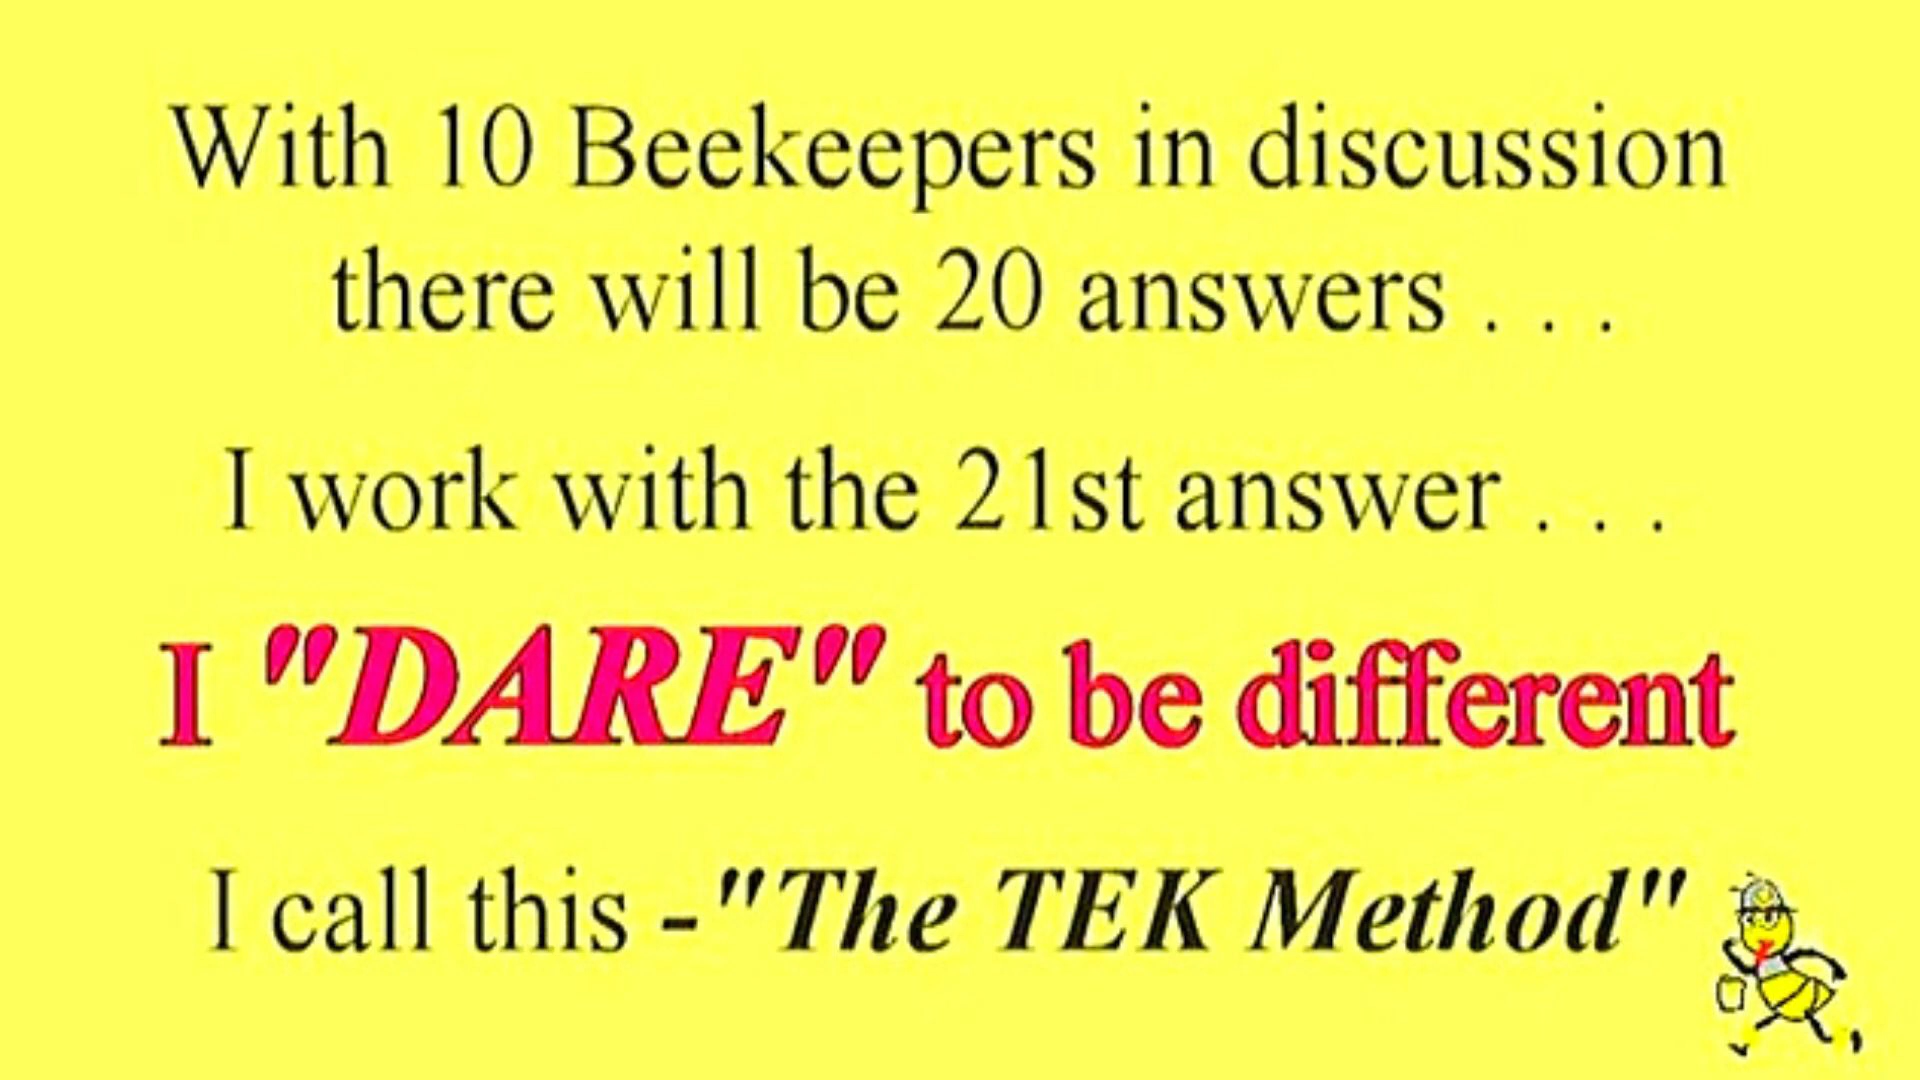 With 10 Beekeepers in discussion
there will be 20 answers . . .
I work with the 21st answer . . .
I "DARE" to be different
I call this - "The TEK Method"